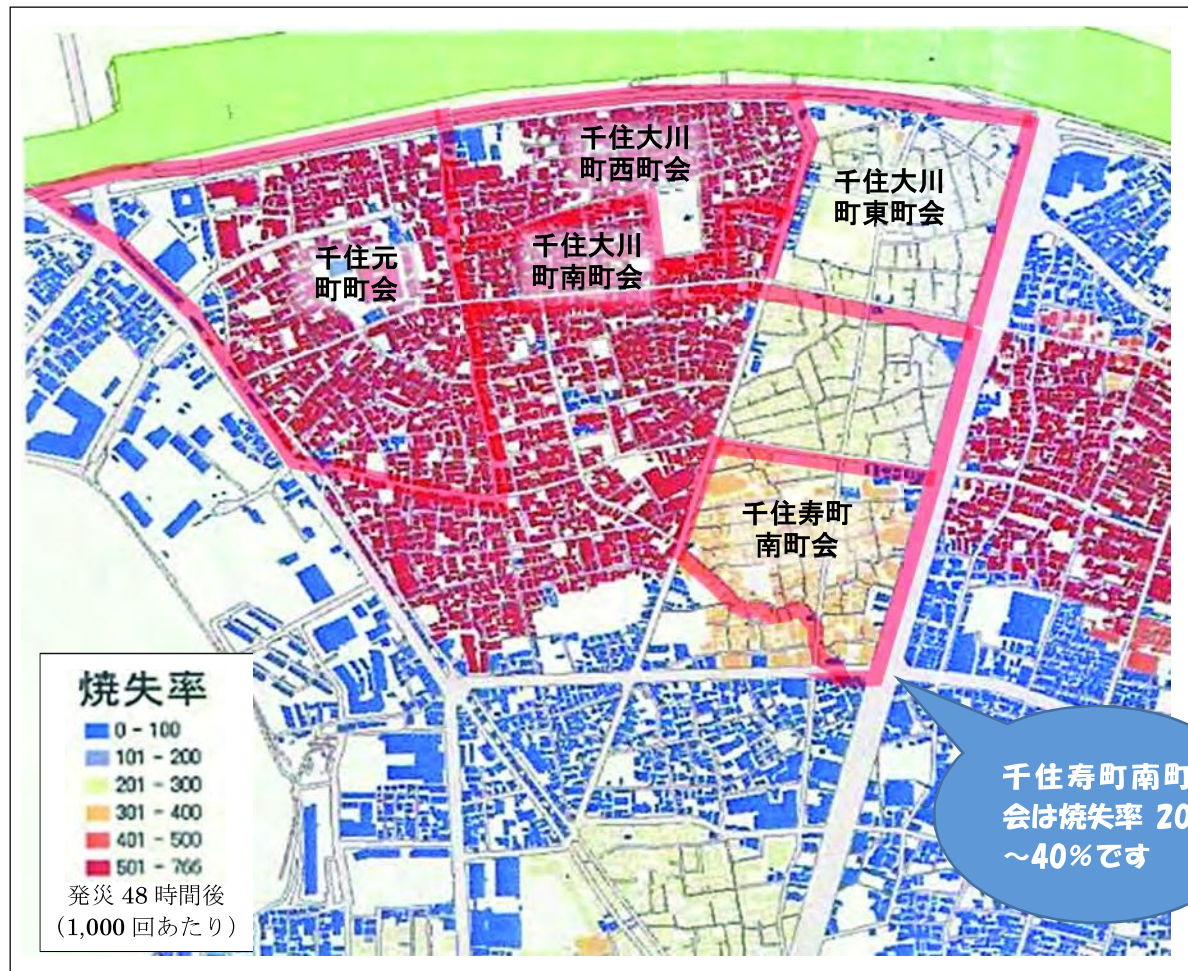 千住大川
町西町会
千住大川
町東町会
千住元
町町会
千住大川
町南町会
千住寿町
南町会
焼失率
0 - 100
101 - 200
201 - 300
301 - 400
401 - 500
501 - 766
発災 48 時間後
(1,000 回あたり)
千住寿町南町
会は焼失率 20
~40%です